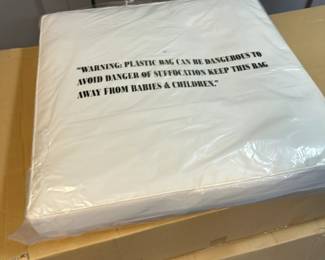 "WARNING: PLASTIC BAG CAN BE DANGEROUS TO
AVOID DANGER OF SUFFOCATION KEEP THIS BAG
AWAY FROM BABIES & CHILDREN."